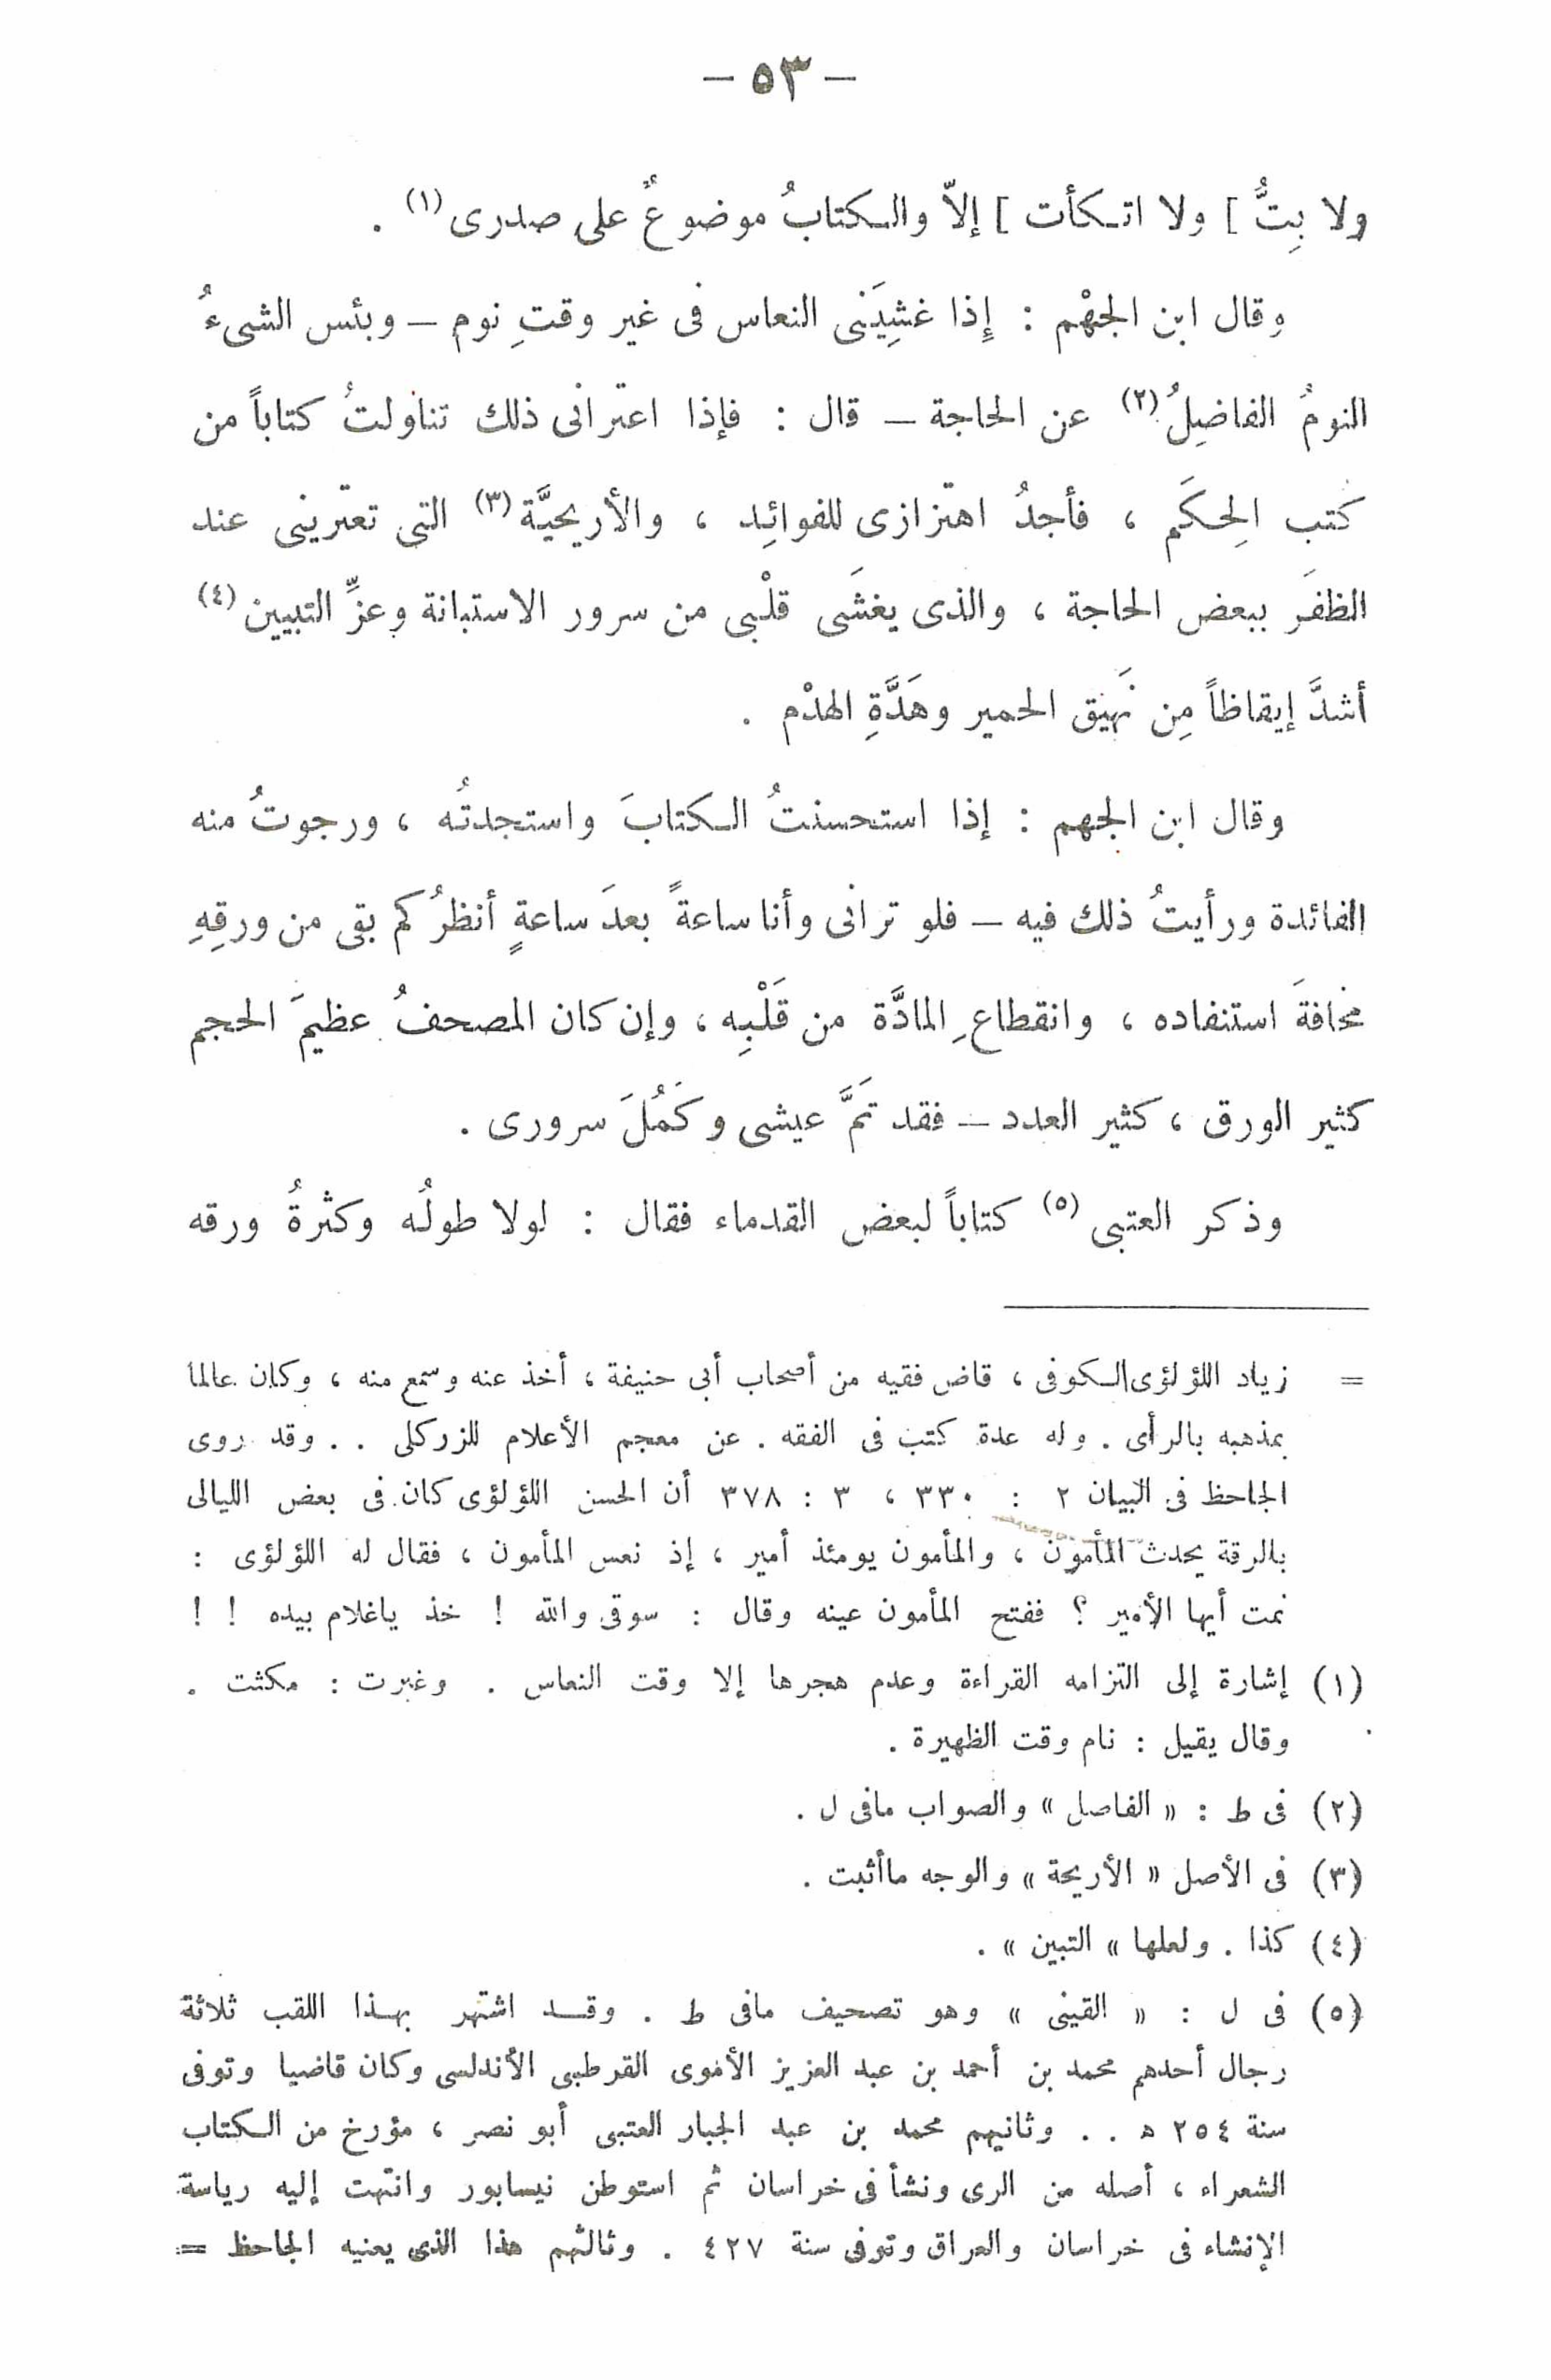 — ٥٣ —
ولا بِتُّ [ ولا اتكأت ] إلاّ والكتابُ موضوعٌ على صدرى (١) .
وقال ابن الجهْم : إِذا غشِيَنى النعاس فى غير وقتِ نوم — وبئس الشىءُ
النومُ الفاضِلُ (٢) عن الحاجة — قال : فإذا اعترانى ذلك تناولتُ كتاباً من
كتب الحِكَم ، فأجدُ اهتزازى للفوائِد ، والأريحيَّة (٣) التى تعترينى عند
الظفَر ببعض الحاجة ، والذى يغشَى قلْبى من سرور الاستبانة وعزِّ التبيين (٤)
أشدَّ إيقاظاً مِن نَهيق الحمير وهَدَّةِ الهدْم .
وقال ابن الجهم : إذا استحسنتُ الكتابَ واستجدتُه ، ورجوتُ منه
الفائدة ورأيتُ ذلك فيه — فلو ترانى وأنا ساعةً بعدَ ساعةٍ أنظرُ كم بقى من ورقِهِ
مخافةَ استنفاده ، وانقطاعِ المادَّة من قَلْبِه ، وإن كان المصحفُ عظيمَ الحجم
كثير الورق ، كثير العدد — فقد تَمَّ عيشى وكَمُلَ سرورى .
وذكر العتبى (٥) كتاباً لبعض القدماء فقال : لولا طولُه وكثرةُ ورقه
= زياد اللؤلؤى الكوفى ، قاض فقيه من أصحاب أبى حنيفة ، أخذ عنه وسمع منه ، وكان عالما
بمذهبه بالرأى . وله عدة كتب فى الفقه . عن معجم الأعلام للزركلى . . وقد روى
الجاحظ فى البيان ٢ : ٣٣٠ ، ٣ : ٣٧٨ أن الحسن اللؤلؤى كان فى بعض الليالى
بالرقة يحدث المأمون ، والمأمون يومئذ أمير ، إذ نعس المأمون ، فقال له اللؤلؤى :
نمت أيها الأمير ؟ ففتح المأمون عينه وقال : سوقى والله ! خذ ياغلام بيده ! !
(١) إشارة إلى التزامه القراءة وعدم هجرها إلا وقت النعاس . وغبرت : مكثت .
وقال يقيل : نام وقت الظهيرة .
(٢) فى ط : « الفاصل » والصواب مافى ل .
(٣) فى الأصل « الأريحة » والوجه ماأثبت .
(٤) كذا . ولعلها « التبين » .
(٥) فى ل : « القينى » وهو تصحيف مافى ط . وقد اشتهر بهذا اللقب ثلاثة
رجال أحدهم محمد بن أحمد بن عبد العزيز الأموى القرطبى الأندلسى وكان قاضيا وتوفى
سنة ٢٥٤ ه . . وثانيهم محمد بن عبد الجبار العتبى أبو نصر ، مؤرخ من الكتاب
الشعراء ، أصله من الرى ونشأ فى خراسان ثم استوطن نيسابور وانتهت إليه رياسة
الإنشاء فى خراسان والعراق وتوفى سنة ٤٢٧ . وثالثهم هذا الذى يعنيه الجاحظ =